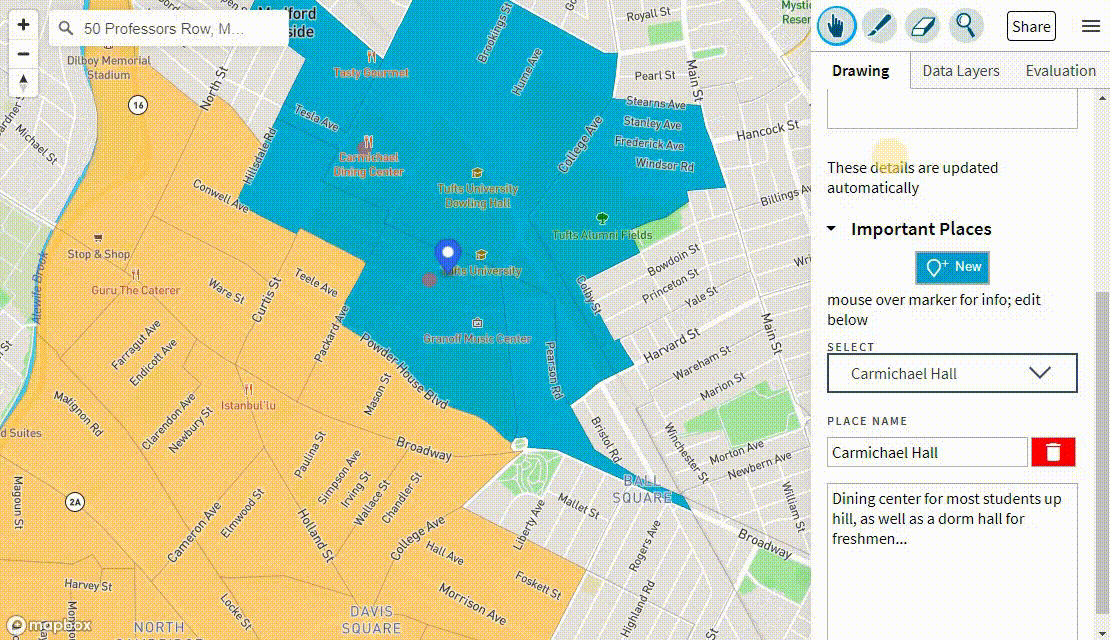 +
50 Professors Row, M...
−
Medford
side
Dilboy Memorial
Stadium
16
North St
Michael St
Hillsdale Rd
Tasty Gourmet
Tesla Ave
Carmichael
Dining Center
Brookings St
Hume Ave
College Ave
Royall St
Pearl St
Main St
Stearns Ave
Stanley Ave
Frederick Ave
Windsor Rd
Hancock St
Billings Av
Mystic
Reser
Tufts University
Dowling Hall
Tufts Alumni Fields
Tufts University
Granoff Music Center
Conwell Ave
Stop & Shop
Guru The Caterer
Alewife Brook
Ware St
Curtis St
Teele Ave
Packard Ave
Powder House Blvd
Pearson Rd
Colby St
Bowdoin St
Princeton St
Yale St
Wri
Main St
Harvard St
Wareham St
Marion St
Farragut Ave
Endicott Ave
Mason St
Istanbul'lu
Matignon Rd
Clarendon Ave
Newbury St
d Suites
Broadway
Bristol Rd
Winchester St
Morton Ave
Newbern Ave
William St
BALL
SQUARE
Paulina St
Simpson Ave
Irving St
Wallace St
Chandler St
Magoun St
2A
Cameron Ave
Elmwood St
Holland St
College Ave
Hall Ave
Liberty Ave
Mallet St
Rogers Ave
Broadway
Highland Rd
Foskett St
Morrison Ave
Harvey St
Locke St
DAVIS
SQUARE
NORTH
mapbox
Share
Drawing
Data Layers
Evaluation
These details are updated
automatically
Important Places
New
mouse over marker for info; edit
below
SELECT
Carmichael Hall
PLACE NAME
Carmichael Hall
Dining center for most students up
hill, as well as a dorm hall for
freshmen...